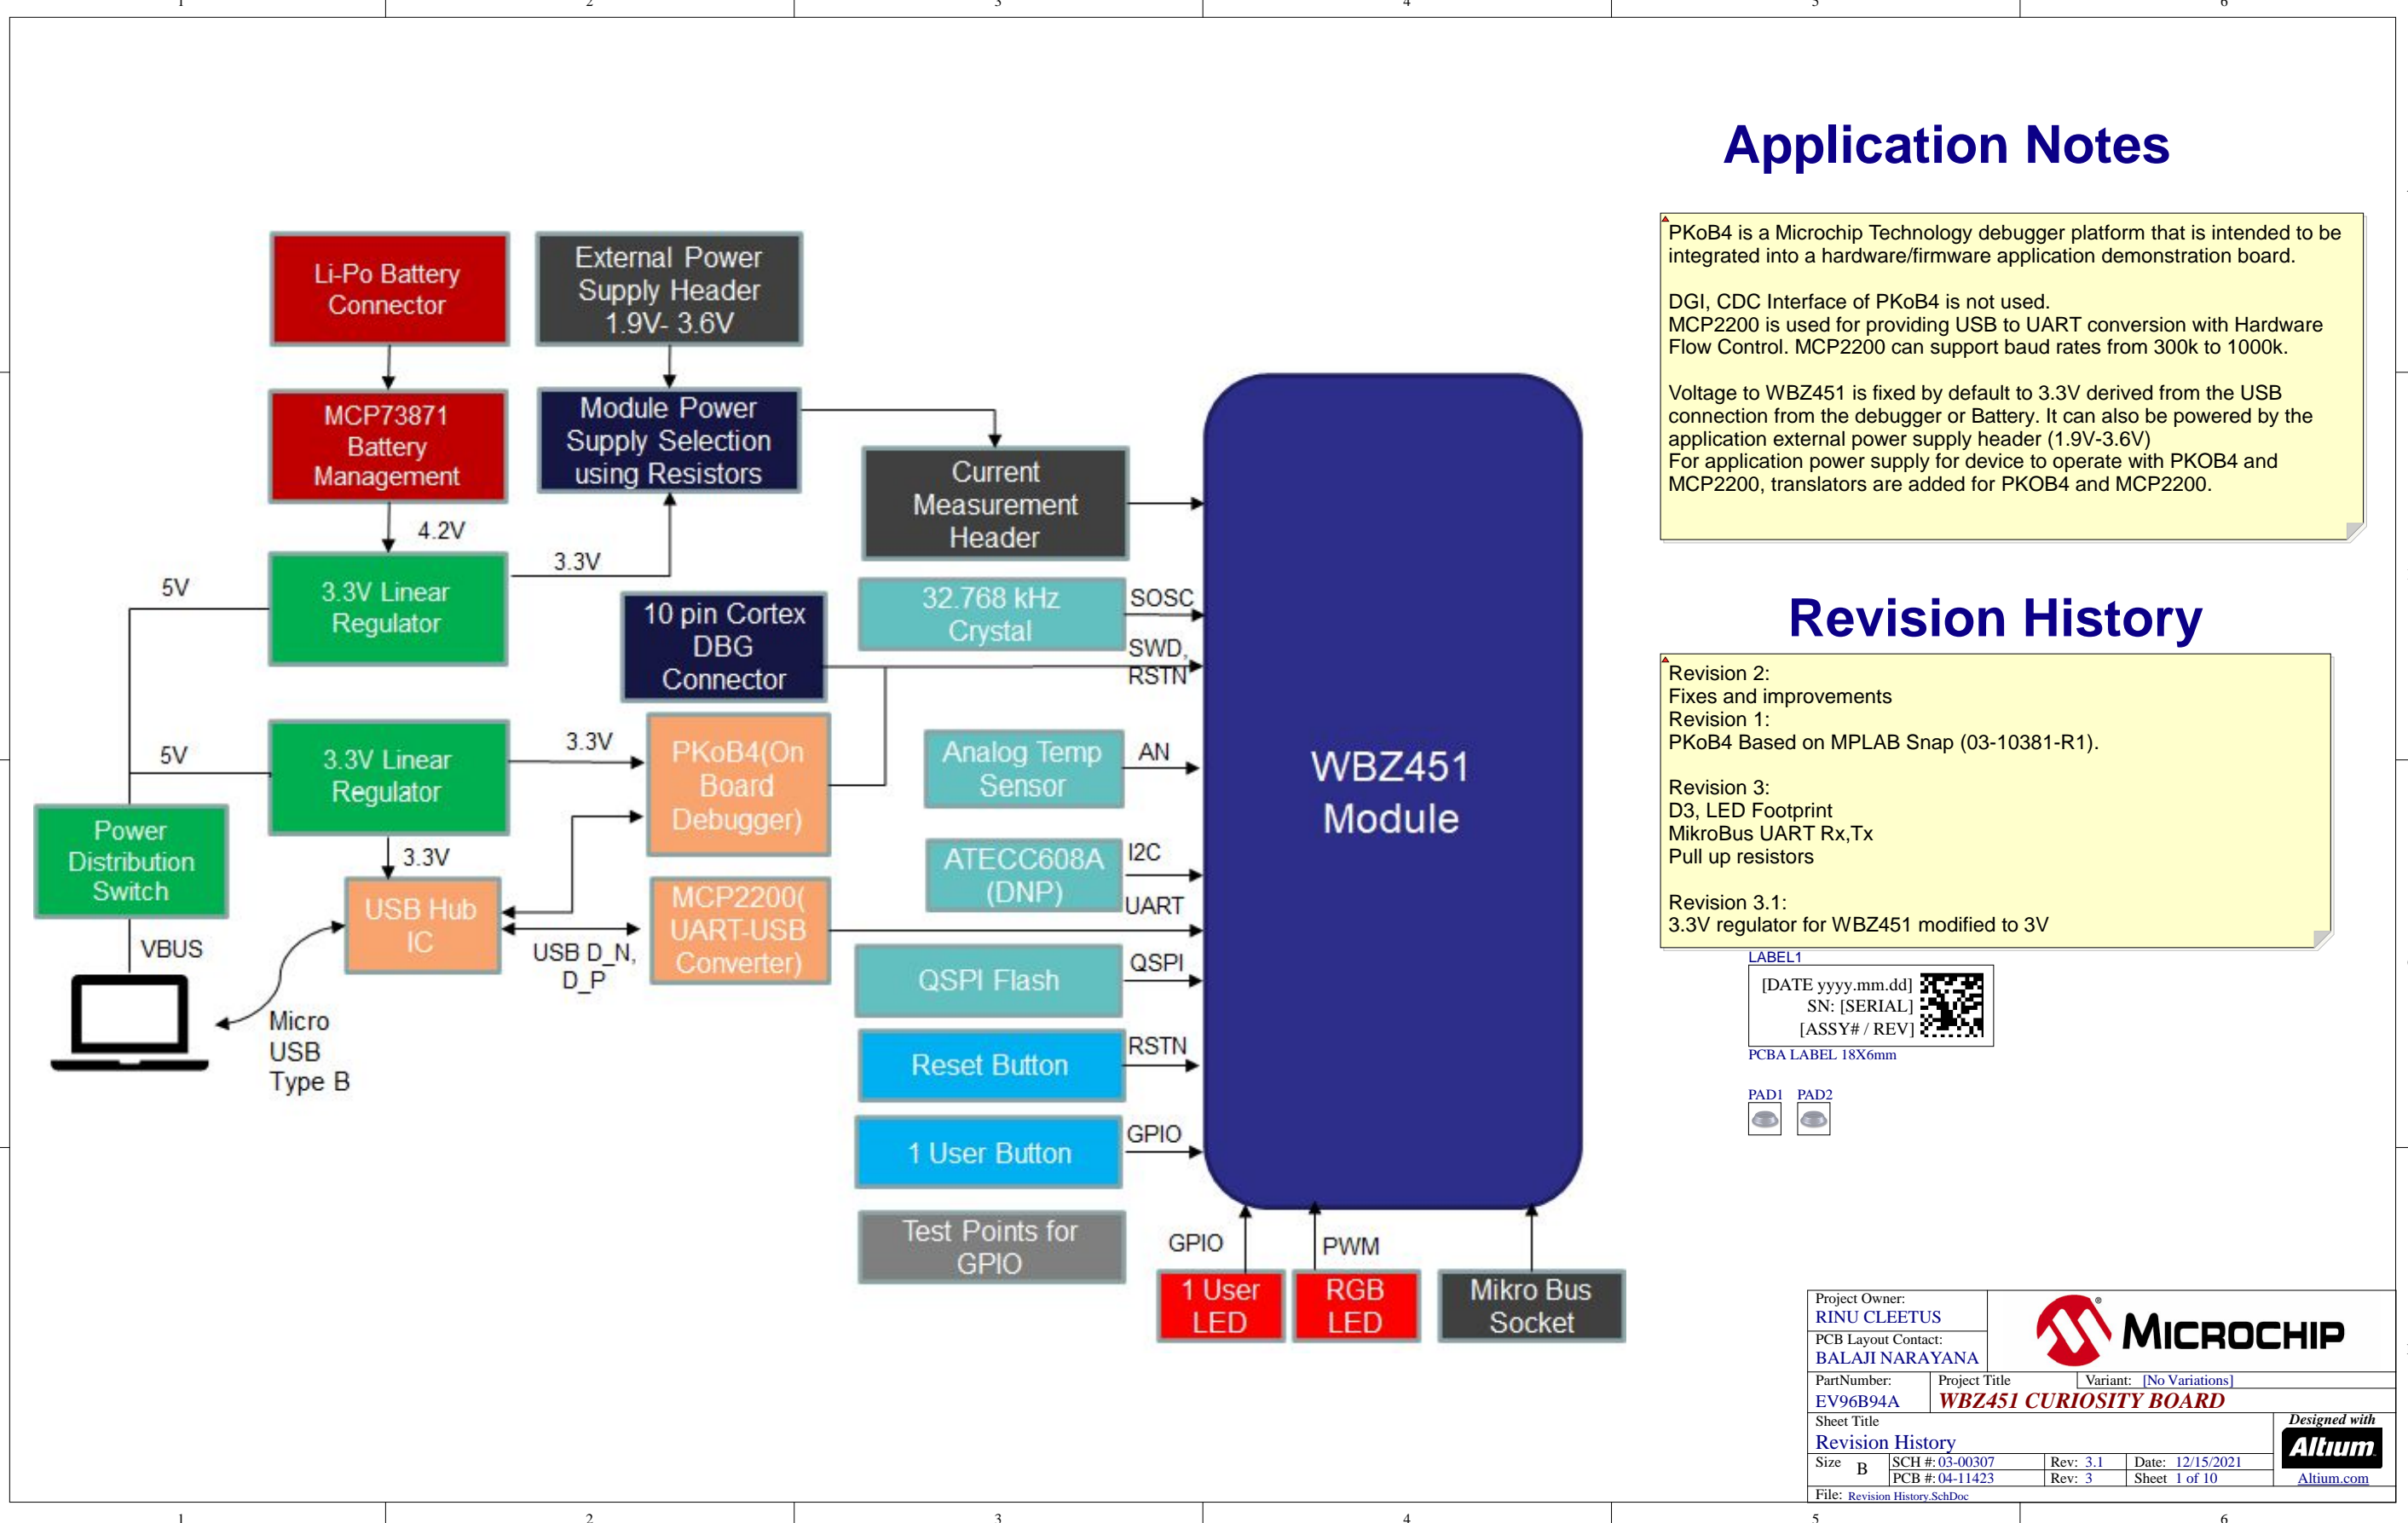 1 2 3 4 5 6
Application Notes
PKoB4 is a Microchip Technology debugger platform that is intended to be
integrated into a hardware/firmware application demonstration board.
DGI, CDC Interface of PKoB4 is not used.
MCP2200 is used for providing USB to UART conversion with Hardware
Flow Control. MCP2200 can support baud rates from 300k to 1000k.
Voltage to WBZ451 is fixed by default to 3.3V derived from the USB
connection from the debugger or Battery. It can also be powered by the
application external power supply header (1.9V-3.6V)
For application power supply for device to operate with PKOB4 and
MCP2200, translators are added for PKOB4 and MCP2200.
Li-Po Battery
Connector
External Power
Supply Header
1.9V- 3.6V
MCP73871
Battery
Management
Module Power
Supply Selection
using Resistors
Current
Measurement
Header
4.2V
3.3V
5V
3.3V Linear
Regulator
10 pin Cortex
DBG
Connector
32.768 kHz
Crystal
SOSC
SWD,
RSTN
5V
3.3V Linear
Regulator
3.3V
PKoB4(On
Board
Debugger)
Analog Temp
Sensor
AN
WBZ451
Module
Power
Distribution
Switch
3.3V
ATECC608A
(DNP)
I2C
UART
USB Hub
IC
MCP2200(
UART-USB
Converter)
VBUS
USB D_N,
D_P
QSPI Flash
QSPI
Micro
USB
Type B
Reset Button
RSTN
1 User Button
GPIO
Test Points for
GPIO
GPIO
PWM
1 User
LED
RGB
LED
Mikro Bus
Socket
Revision History
Revision 2:
Fixes and improvements
Revision 1:
PKoB4 Based on MPLAB Snap (03-10381-R1).
Revision 3:
D3, LED Footprint
MikroBus UART Rx,Tx
Pull up resistors
Revision 3.1:
3.3V regulator for WBZ451 modified to 3V
LABEL1
[DATE yyyy.mm.dd]
SN: [SERIAL]
[ASSY# / REV]
PCBA LABEL 18X6mm
PAD1 PAD2
Project Owner:
RINU CLEETUS
PCB Layout Contact:
BALAJI NARAYANA
MICROCHIP
®
PartNumber:
EV96B94A
Project Title
WBZ451 CURIOSITY BOARD
Variant: [No Variations]
Sheet Title
Revision History
Designed with
Altium
Altium.com
Size B
SCH #: 03-00307 Rev: 3.1 Date: 12/15/2021
PCB #: 04-11423 Rev: 3 Sheet 1 of 10
File: Revision History.SchDoc
1 2 3 4 5 6